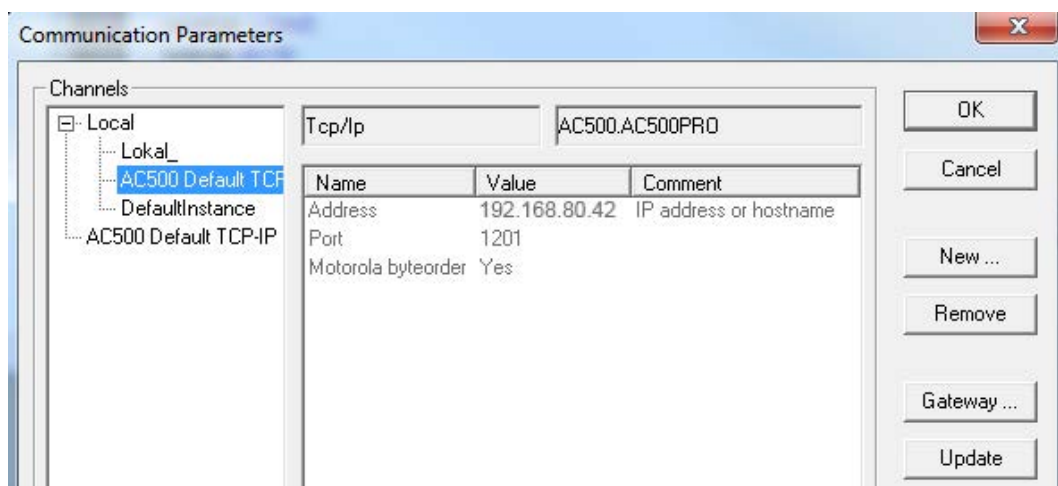 Communication Parameters
Channels
Local
Lokal_
AC500 Default TCP
DefaultInstance
AC500 Default TCP-IP
Tcp/Ip
AC500.AC500PRO
Name Value Comment
Address 192.168.80.42 IP address or hostname
Port 1201
Motorola byteorder Yes
OK
Cancel
New ...
Remove
Gateway ...
Update